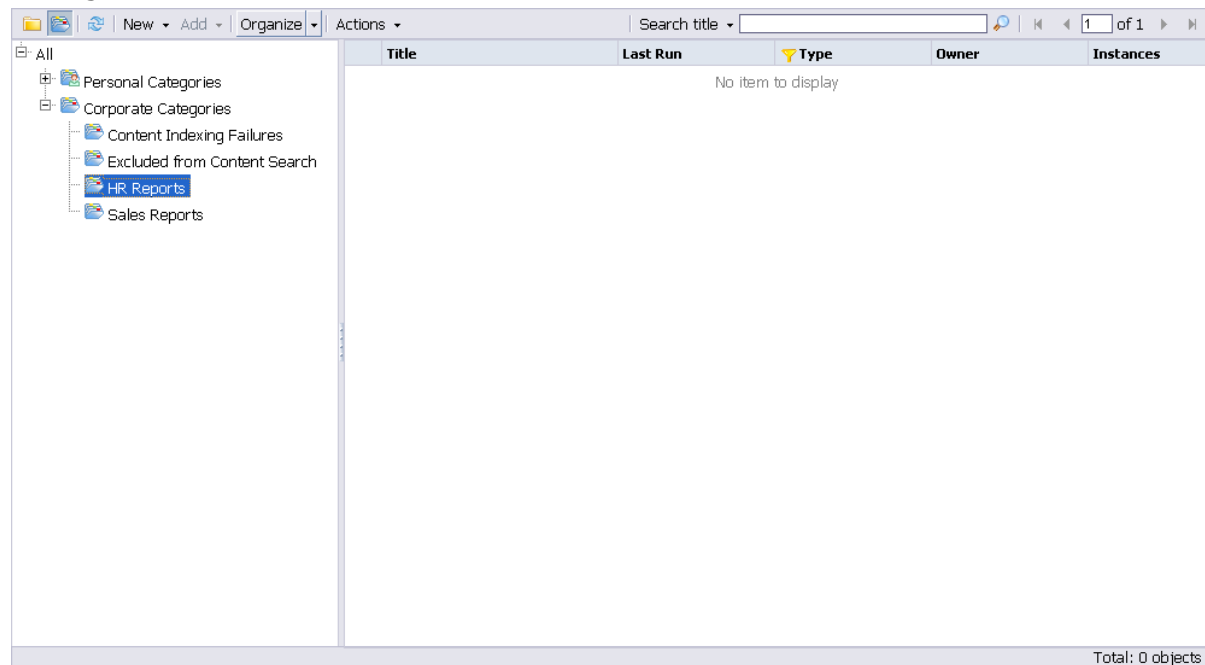 New Add Organize Actions Search title 1 of 1
All
Title Last Run Type Owner Instances
Personal Categories
No item to display
Corporate Categories
Content Indexing Failures
Excluded from Content Search
HR Reports
Sales Reports
Total: 0 objects